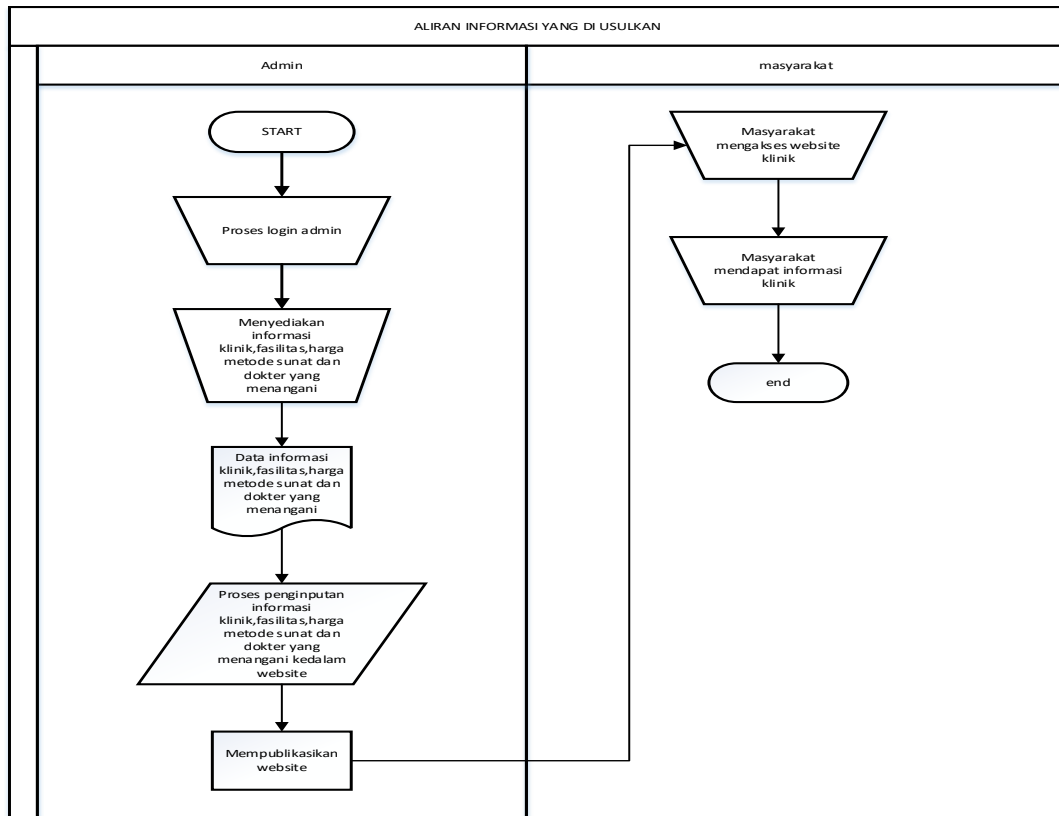 ALIRAN INFORMASI YANG DI USULKAN
Admin
masyarakat
START
Proses login admin
Menyediakan
informasi
klinik,fasilitas,harga
metode sunat dan
dokter yang
menangani
Data informasi
klinik,fasilitas,harga
metode sunat dan
dokter yang
menangani
Proses penginputan
informasi
klinik,fasilitas,harga
metode sunat dan
dokter yang
menangani kedalam
website
Mempublikasikan
website
Masyarakat
mengakses website
klinik
Masyarakat
mendapat informasi
klinik
end